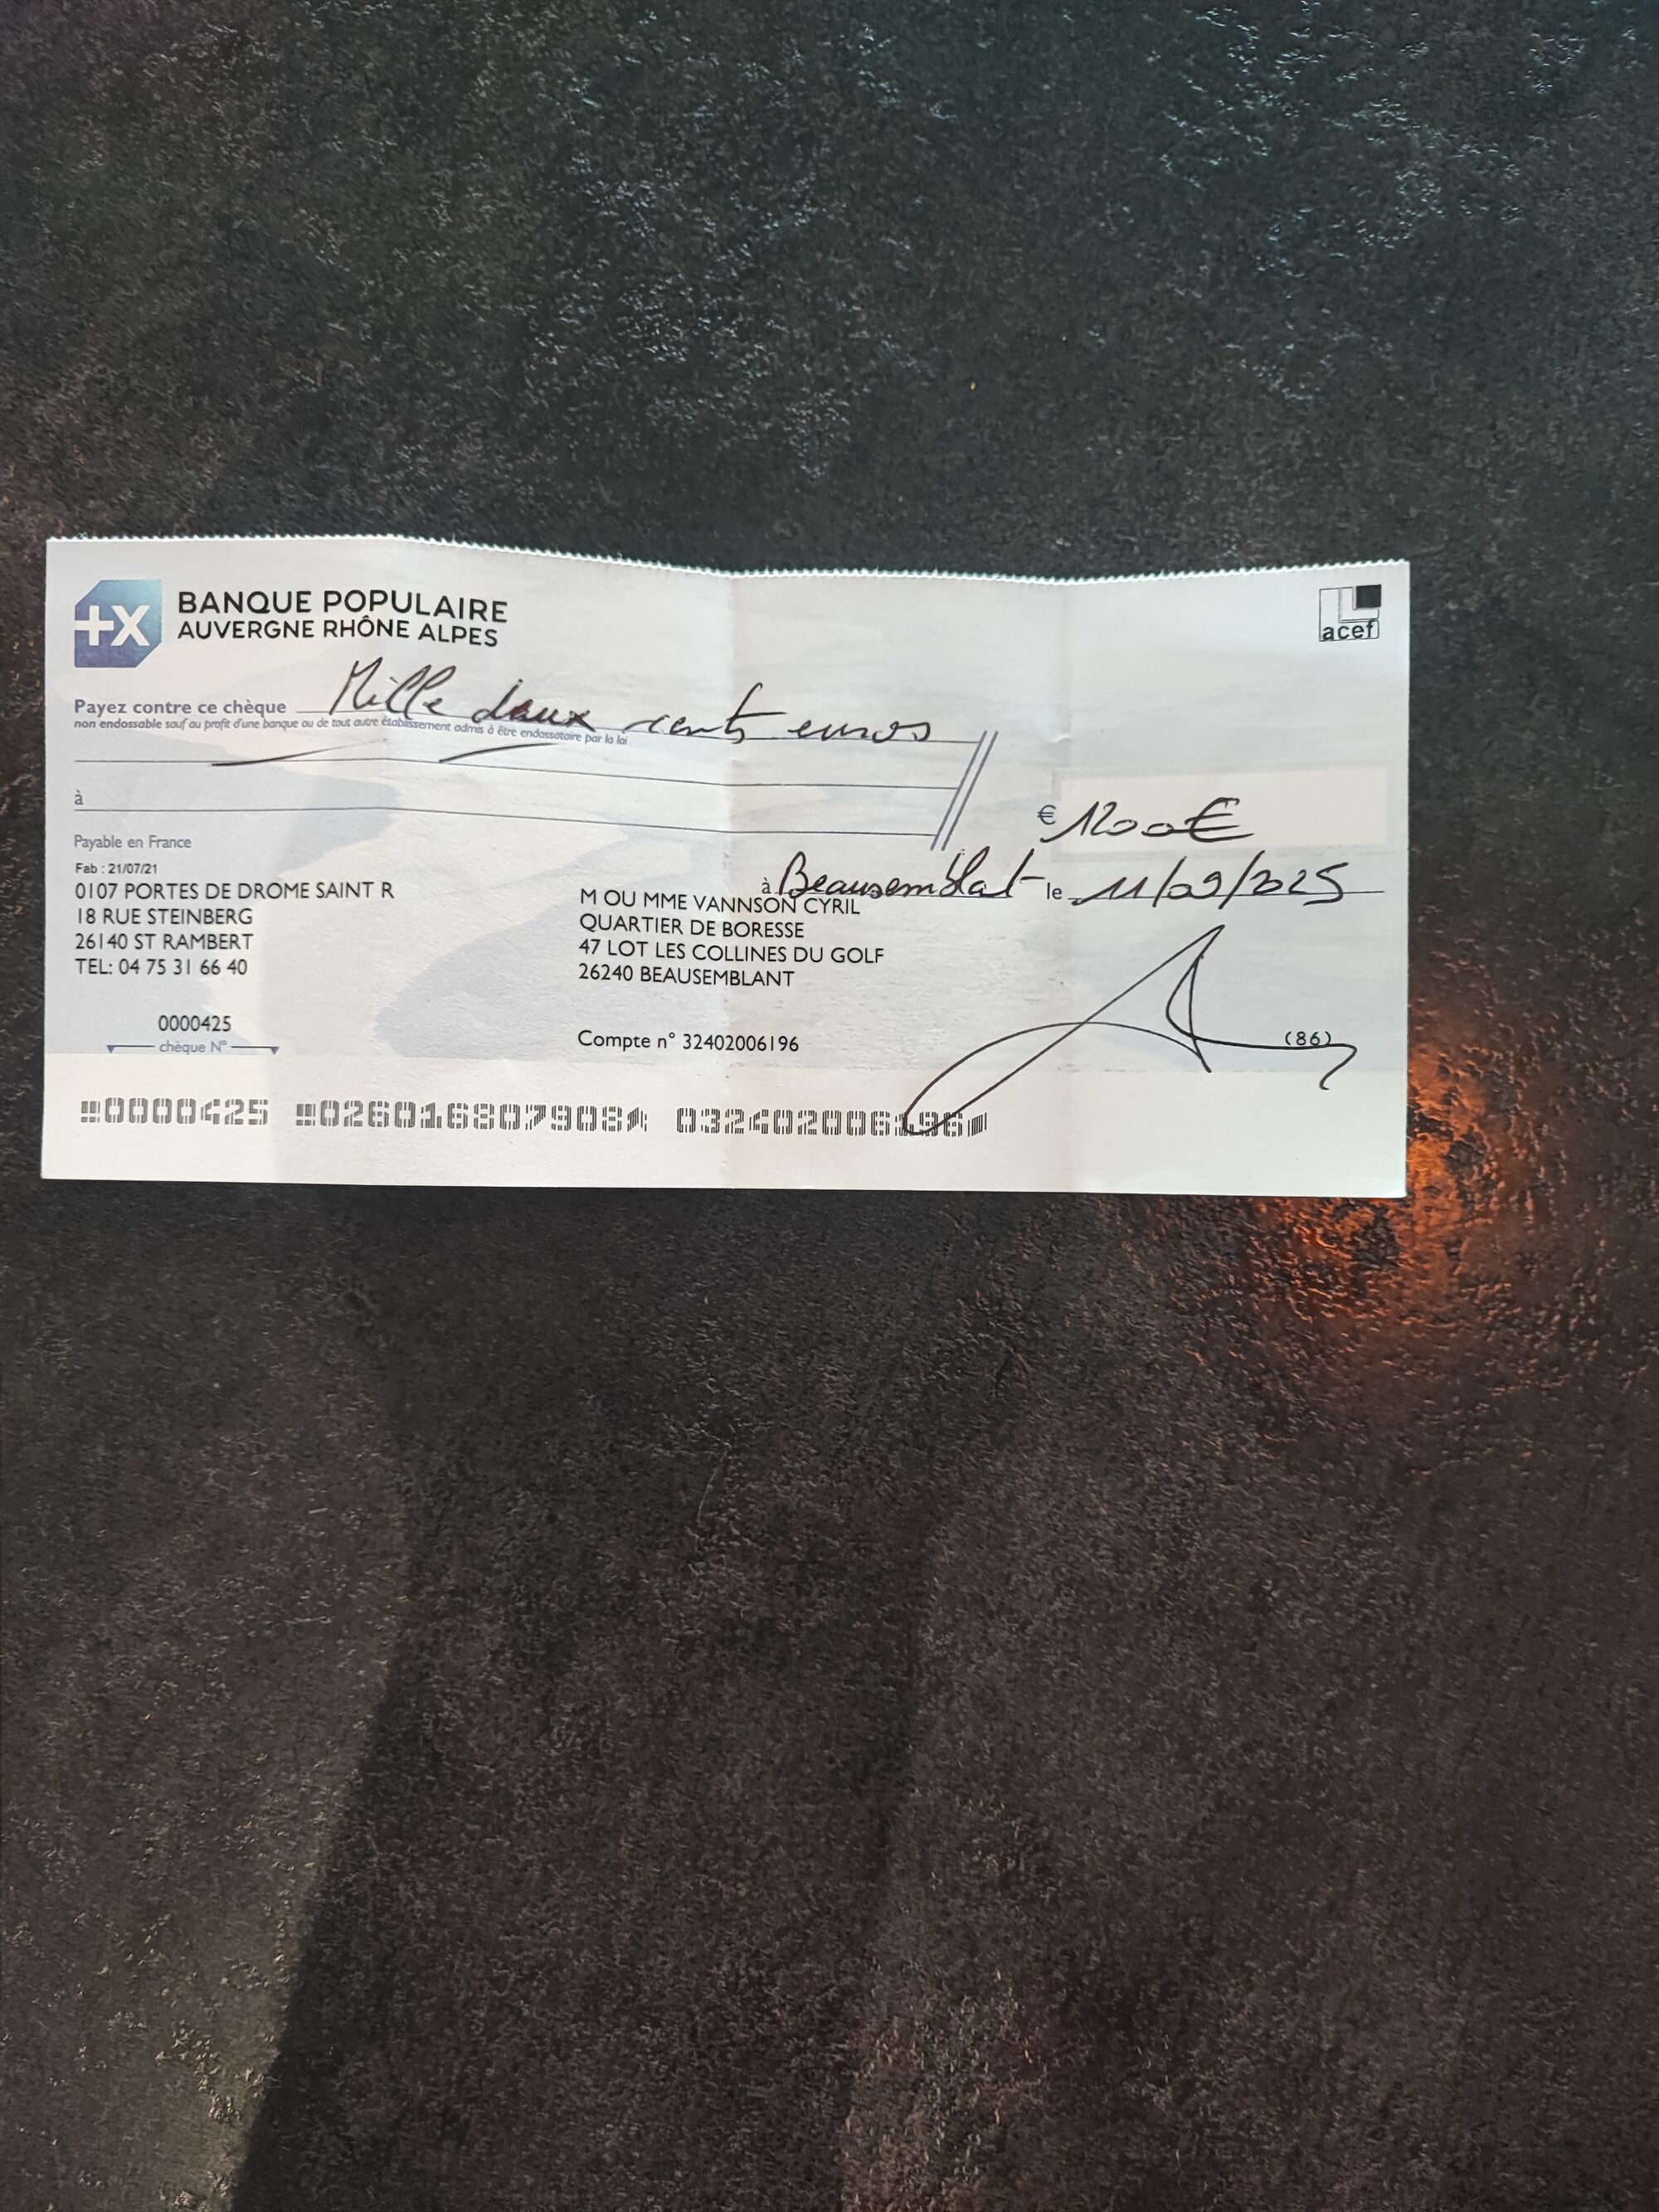 +X BANQUE POPULAIRE
AUVERGNE RHÔNE ALPES
acef
Payez contre ce chèque Mille deux cents euros
non endossable sauf au profit d'une banque ou de tout autre établissement admis à être endossataire par la loi
à
€ 1200€
Payable en France
à Beausemblat le 11/09/2025
Fab : 21/07/21
0107 PORTES DE DROME SAINT R
18 RUE STEINBERG
26140 ST RAMBERT
TEL: 04 75 31 66 40
M OU MME VANNSON CYRIL
QUARTIER DE BORESSE
47 LOT LES COLLINES DU GOLF
26240 BEAUSEMBLANT
0000425
chèque N°
Compte n° 32402006196
(86)
0000425 026016807908 032402006196